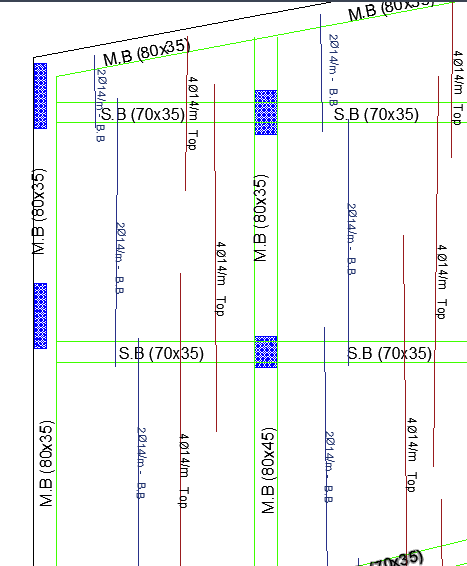 M.B (80x35)
M.B (80x35)
2Ø14/m - B.B
4Ø14/m Top
2Ø14/m - B.B
4Ø14/m Top
S.B (70x35)
S.B (70x35)
M.B (80x35)
2Ø14/m - B.B
4Ø14/m Top
M.B (80x35)
2Ø14/m - B.B
4Ø14/m Top
S.B (70x35)
S.B (70x35)
M.B (80x35)
2Ø14/m - B.B
4Ø14/m Top
M.B (80x45)
2Ø14/m - B.B
4Ø14/m Top
(70x35)